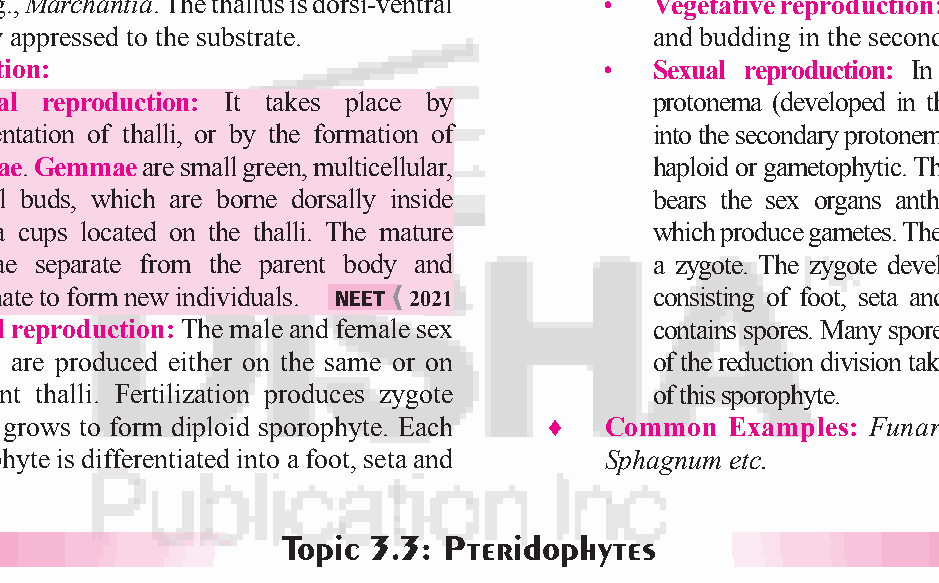 g., Marchantia. The thallus is dorsi-ventral
appressed to the substrate.
tion:
al reproduction: It takes place by
entation of thalli, or by the formation of
ae. Gemmae are small green, multicellular,
l buds, which are borne dorsally inside
a cups located on the thalli. The mature
ae separate from the parent body and
nate to form new individuals. NEET 2021
l reproduction: The male and female sex
are produced either on the same or on
nt thalli. Fertilization produces zygote
grows to form diploid sporophyte. Each
phyte is differentiated into a foot, seta and
• Vegetative reproduction:
and budding in the second
• Sexual reproduction: In
protonema (developed in th
into the secondary protonem
haploid or gametophytic. Th
bears the sex organs anth
which produce gametes. The
a zygote. The zygote devel
consisting of foot, seta and
contains spores. Many spore
of the reduction division tak
of this sporophyte.
♦ Common Examples: Funar
Sphagnum etc.
DISHA
Publication Inc
Topic 3.3: Pteridophytes